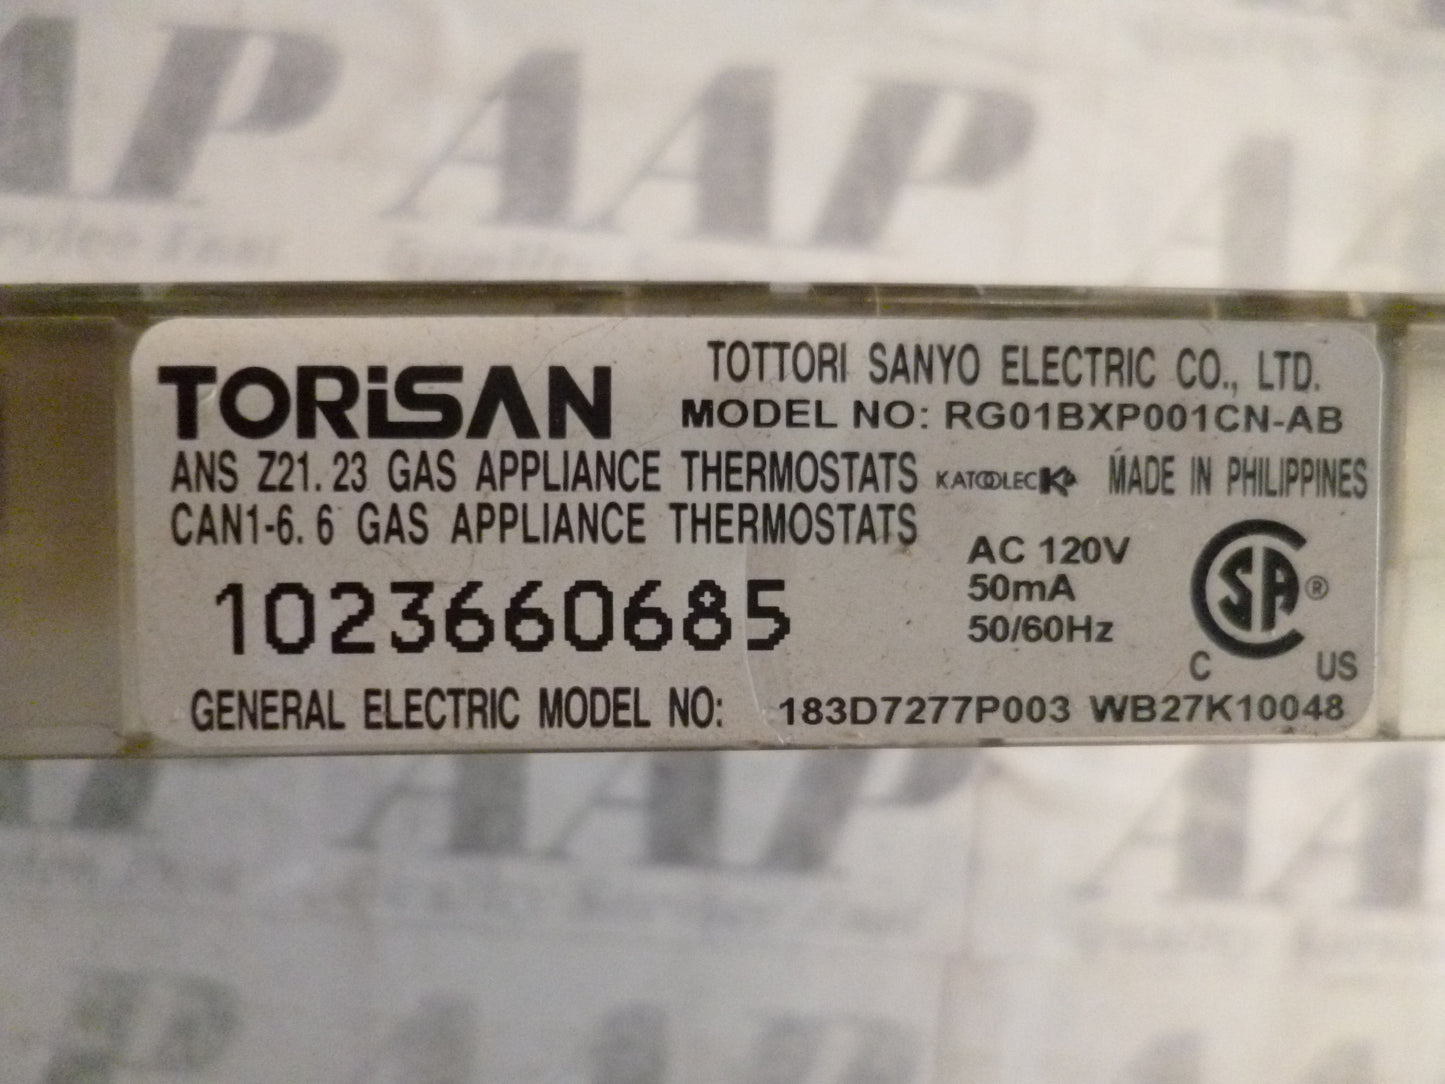 AAP
AAP
TORiSAN
TOTTORI SANYO ELECTRIC CO., LTD.
MODEL NO: RG01BXP001CN-AB
ANS Z21.23 GAS APPLIANCE THERMOSTATS
KATOOLEC MADE IN PHILIPPINES
CAN1-6.6 GAS APPLIANCE THERMOSTATS
AC 120V
50mA
50/60Hz
SA ®
C US
1023660685
GENERAL ELECTRIC MODEL NO: 183D7277P003 WB27K10048
AAP